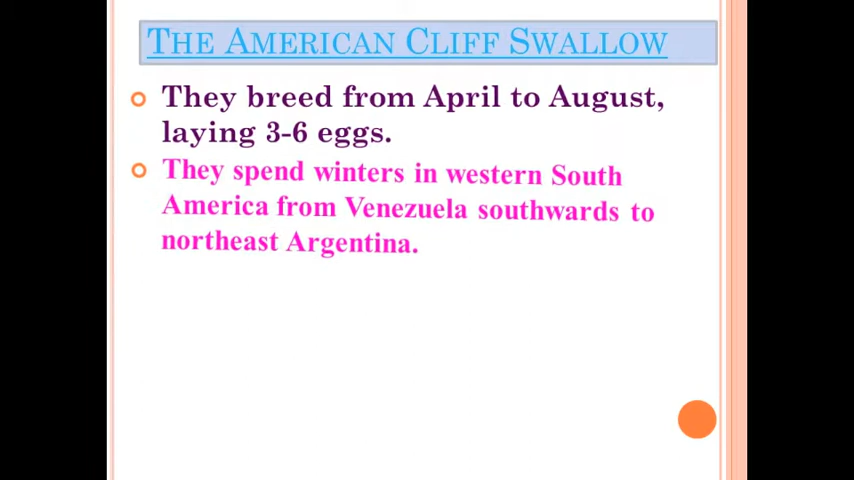 THE AMERICAN CLIFF SWALLOW
They breed from April to August,
laying 3-6 eggs.
They spend winters in western South
America from Venezuela southwards to
northeast Argentina.